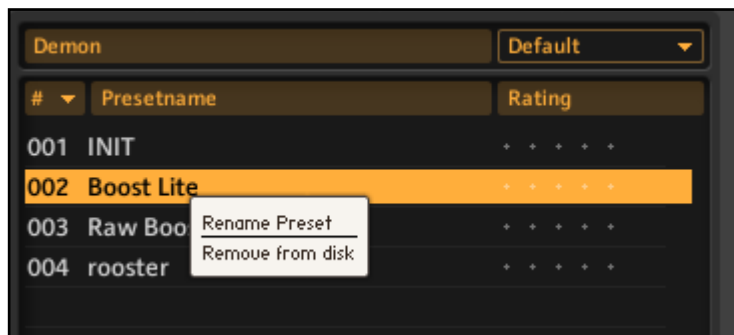 Demon Default
# Presetname Rating
001 INIT
002 Boost Lite
003 Raw Boo
004 rooster
Rename Preset
Remove from disk